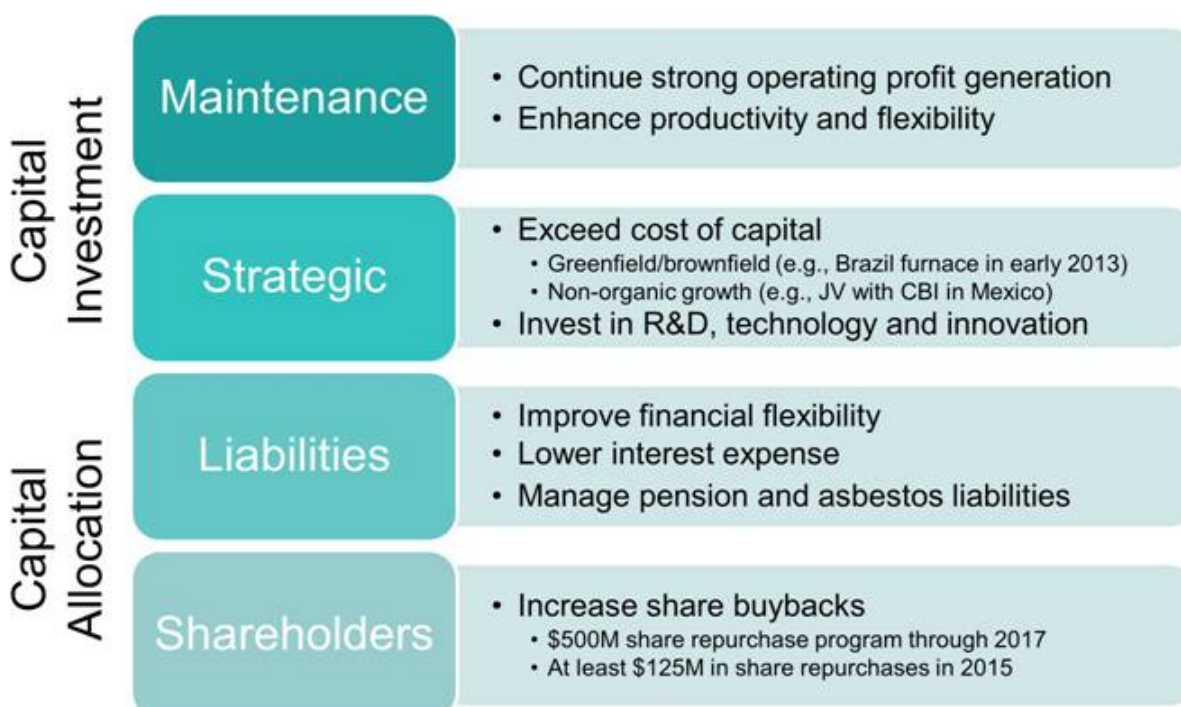 Capital
Investment
Maintenance
• Continue strong operating profit generation
• Enhance productivity and flexibility
Strategic
• Exceed cost of capital
• Greenfield/brownfield (e.g., Brazil furnace in early 2013)
• Non-organic growth (e.g., JV with CBI in Mexico)
• Invest in R&D, technology and innovation
Capital
Allocation
Liabilities
• Improve financial flexibility
• Lower interest expense
• Manage pension and asbestos liabilities
Shareholders
• Increase share buybacks
• $500M share repurchase program through 2017
• At least $125M in share repurchases in 2015